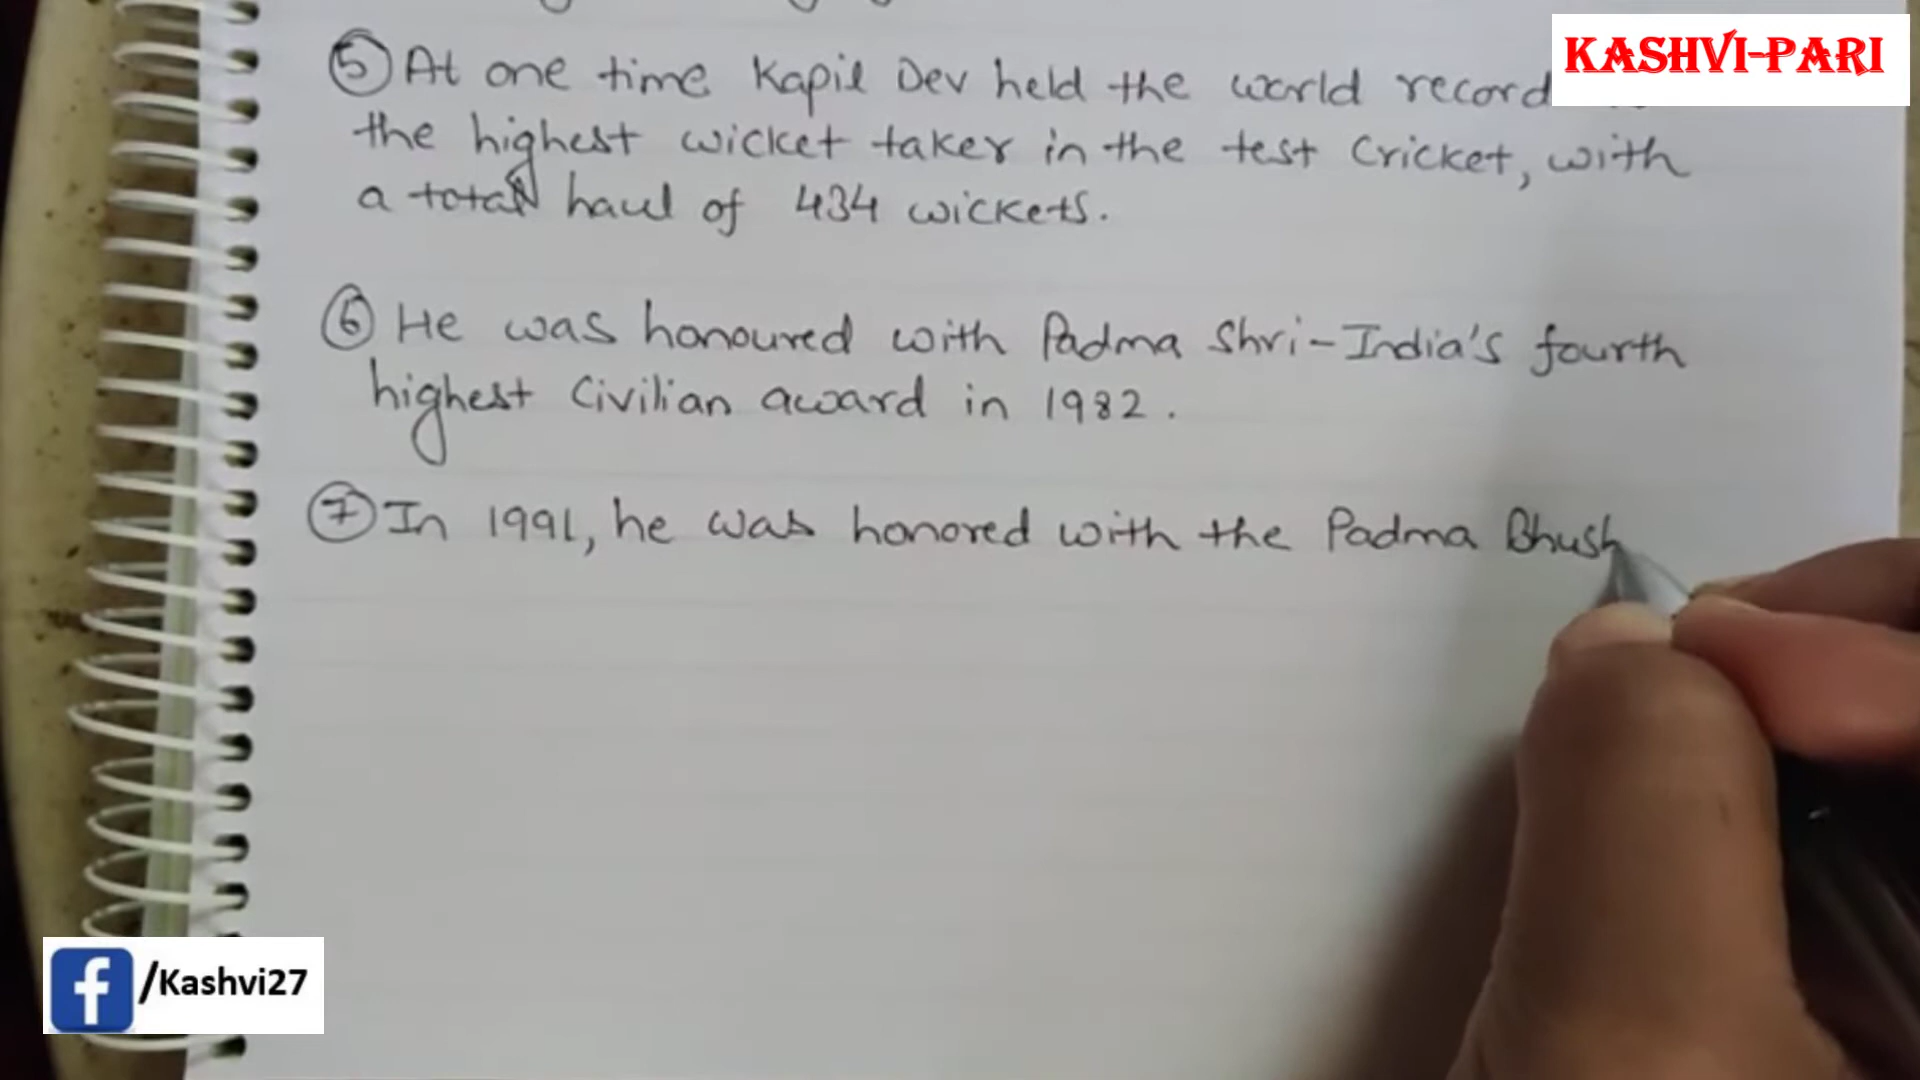 KASHVI-PARI
⑤ At one time Kapil Dev held the world record
the highest wicket taker in the test Cricket, with
a total haul of 434 wickets.
⑥ He was honoured with Padma Shri-India's fourth
highest Civilian award in 1982.
⑦ In 1991, he was honored with the Padma Bhush
f/Kashvi27